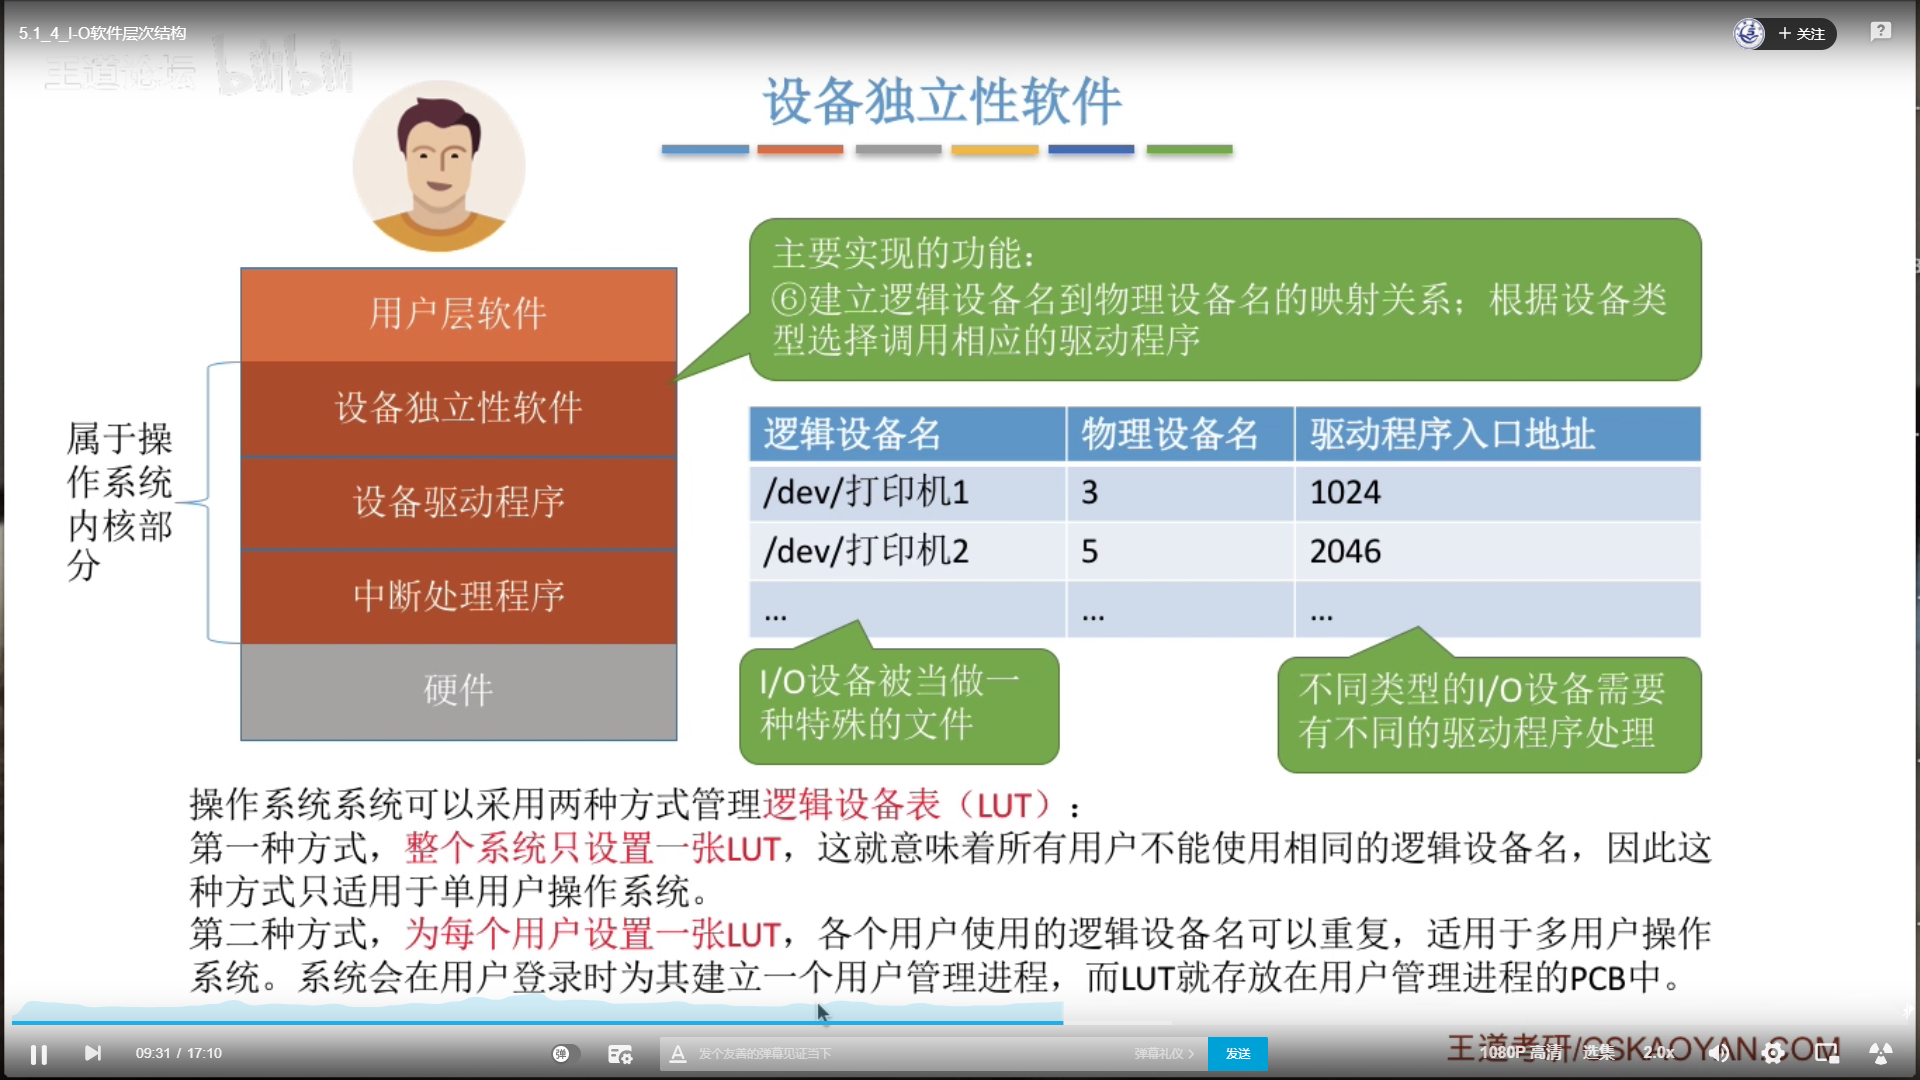 5.1_4_I-O软件层次结构
+ 关注
王道论坛 bilibili
设备独立性软件
主要实现的功能：
⑥建立逻辑设备名到物理设备名的映射关系；根据设备类
型选择调用相应的驱动程序
用户层软件
设备独立性软件
设备驱动程序
中断处理程序
硬件
属于操
作系统
内核部
分
逻辑设备名 物理设备名 驱动程序入口地址
/dev/打印机1 3 1024
/dev/打印机2 5 2046
... ... ...
I/O设备被当做一
种特殊的文件
不同类型的I/O设备需要
有不同的驱动程序处理
操作系统系统可以采用两种方式管理逻辑设备表（LUT）：
第一种方式，整个系统只设置一张LUT，这就意味着所有用户不能使用相同的逻辑设备名，因此这
种方式只适用于单用户操作系统。
第二种方式，为每个用户设置一张LUT，各个用户使用的逻辑设备名可以重复，适用于多用户操作
系统。系统会在用户登录时为其建立一个用户管理进程，而LUT就存放在用户管理进程的PCB中。
09:31 / 17:10
弹
A 发个友善的弹幕见证当下
弹幕礼仪 >
发送
王道考研/CSKAOYAN.COM
1080P 高清 选集 2.0x